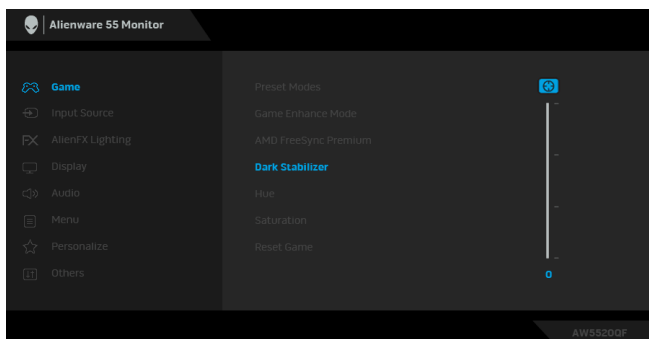 Alienware 55 Monitor
Game
Input Source
FX AlienFX Lighting
Display
Audio
Menu
Personalize
Others
Preset Modes
Game Enhance Mode
AMD FreeSync Premium
Dark Stabilizer
Hue
Saturation
Reset Game
0
AW5520QF